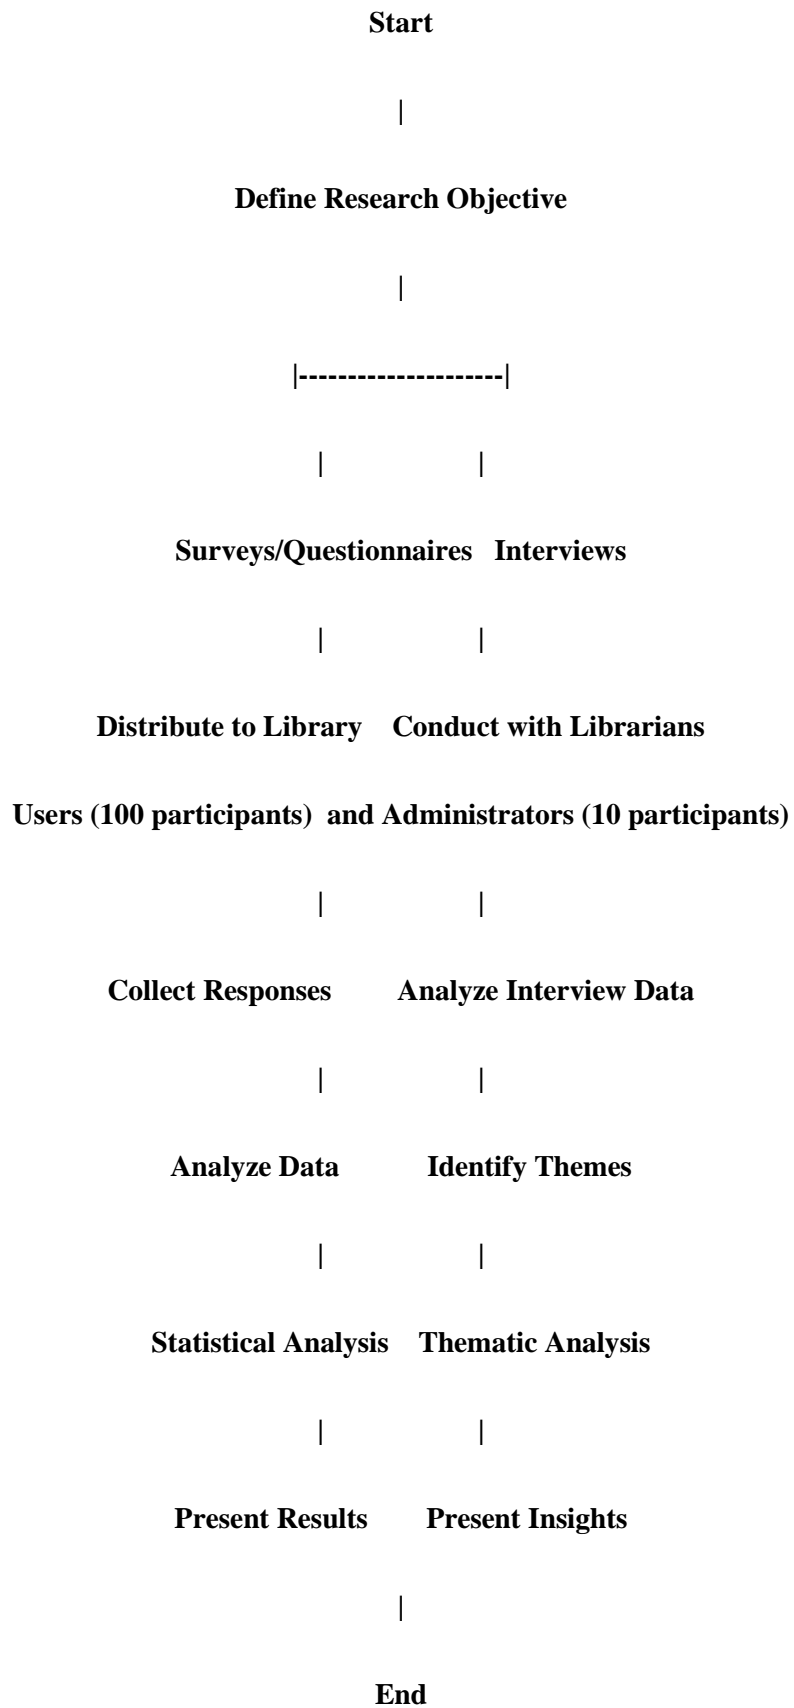 Start
|
Define Research Objective
|
|---------------------|
| |
Surveys/Questionnaires Interviews
| |
Distribute to Library Conduct with Librarians
Users (100 participants) and Administrators (10 participants)
| |
Collect Responses Analyze Interview Data
| |
Analyze Data Identify Themes
| |
Statistical Analysis Thematic Analysis
| |
Present Results Present Insights
|
End